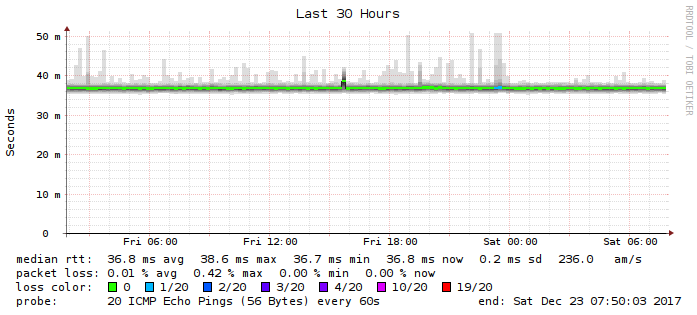 Last 30 Hours
RRDTOOL / TOBI OETIKER
Seconds
50 m
40 m
30 m
20 m
10 m
0
Fri 06:00 Fri 12:00 Fri 18:00 Sat 00:00 Sat 06:00
median rtt: 36.8 ms avg 38.6 ms max 36.7 ms min 36.8 ms now 0.2 ms sd 236.0 am/s
packet loss: 0.01 % avg 0.42 % max 0.00 % min 0.00 % now
loss color: 0 1/20 2/20 3/20 4/20 10/20 19/20
probe: 20 ICMP Echo Pings (56 Bytes) every 60s end: Sat Dec 23 07:50:03 2017